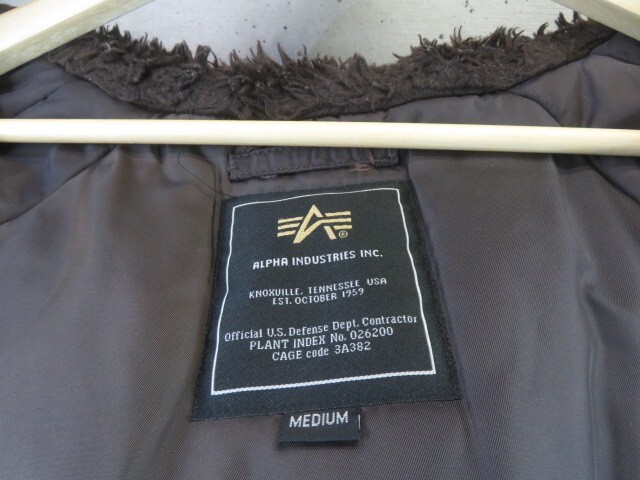 ALPHA INDUSTRIES INC.
KNOXVILLE, TENNESSEE USA
EST. OCTOBER 1959
Official U.S. Defense Dept. Contractor
PLANT INDEX No. 026200
CAGE code 3A382
MEDIUM